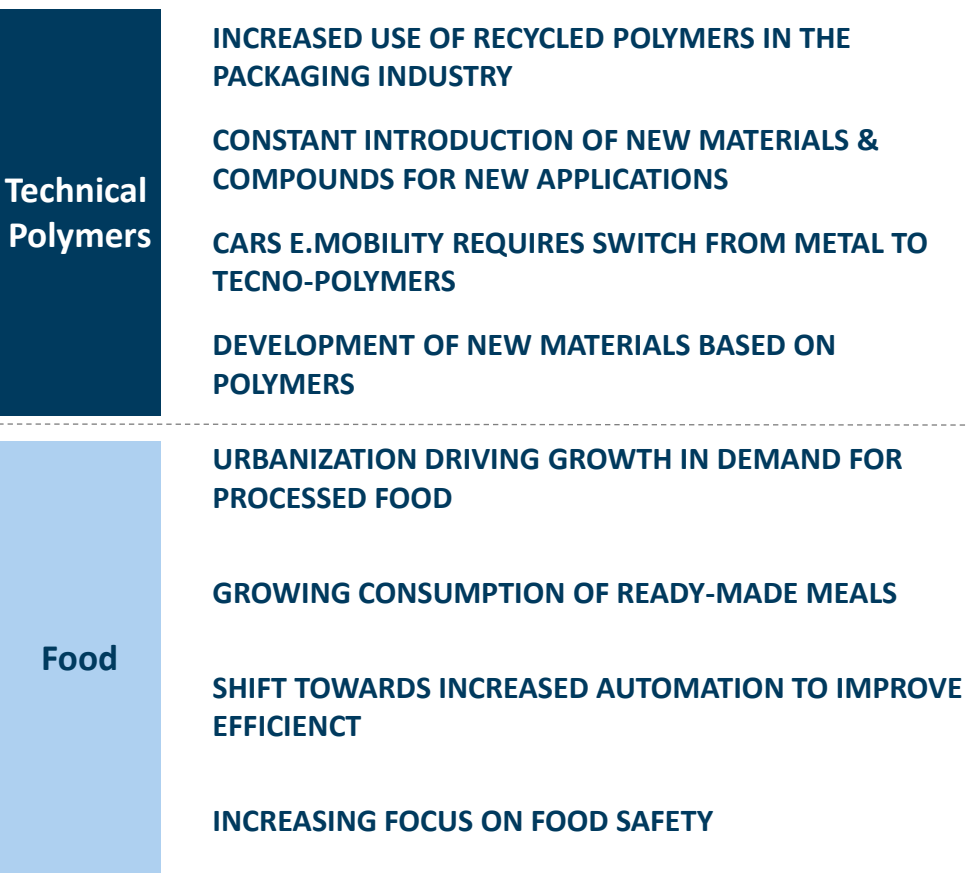 Technical
Polymers
INCREASED USE OF RECYCLED POLYMERS IN THE
PACKAGING INDUSTRY
CONSTANT INTRODUCTION OF NEW MATERIALS &
COMPOUNDS FOR NEW APPLICATIONS
CARS E.MOBILITY REQUIRES SWITCH FROM METAL TO
TECNO-POLYMERS
DEVELOPMENT OF NEW MATERIALS BASED ON
POLYMERS
Food
URBANIZATION DRIVING GROWTH IN DEMAND FOR
PROCESSED FOOD
GROWING CONSUMPTION OF READY-MADE MEALS
SHIFT TOWARDS INCREASED AUTOMATION TO IMPROVE
EFFICIENCT
INCREASING FOCUS ON FOOD SAFETY